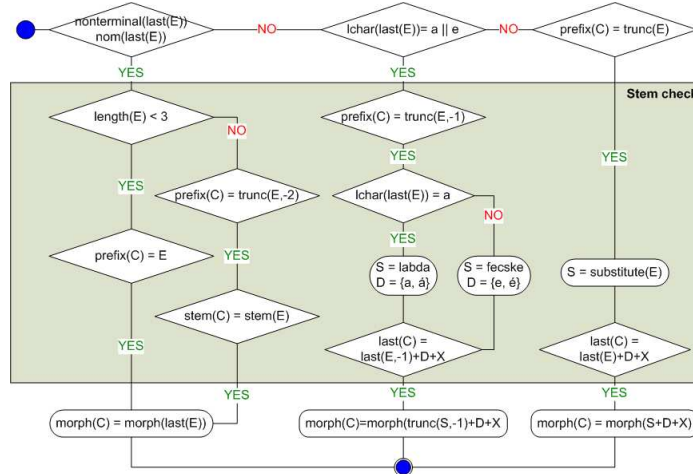 nonterminal(last(E))
nom(last(E))
NO
lchar(last(E))= a || e
NO
prefix(C) = trunc(E)
YES
YES
Stem check
length(E) < 3
NO
prefix(C) = trunc(E,-1)
YES
YES
YES
prefix(C) = trunc(E,-2)
lchar(last(E)) = a
NO
YES
YES
prefix(C) = E
S = labda
D = {a, á}
S = fecske
D = {e, é}
S = substitute(E)
stem(C) = stem(E)
YES
YES
YES
last(C) =
last(E,-1)+D+X
last(C) =
last(E)+D+X
YES
YES
YES
morph(C) = morph(last(E))
morph(C)=morph(trunc(S,-1)+D+X
morph(C) = morph(S+D+X)